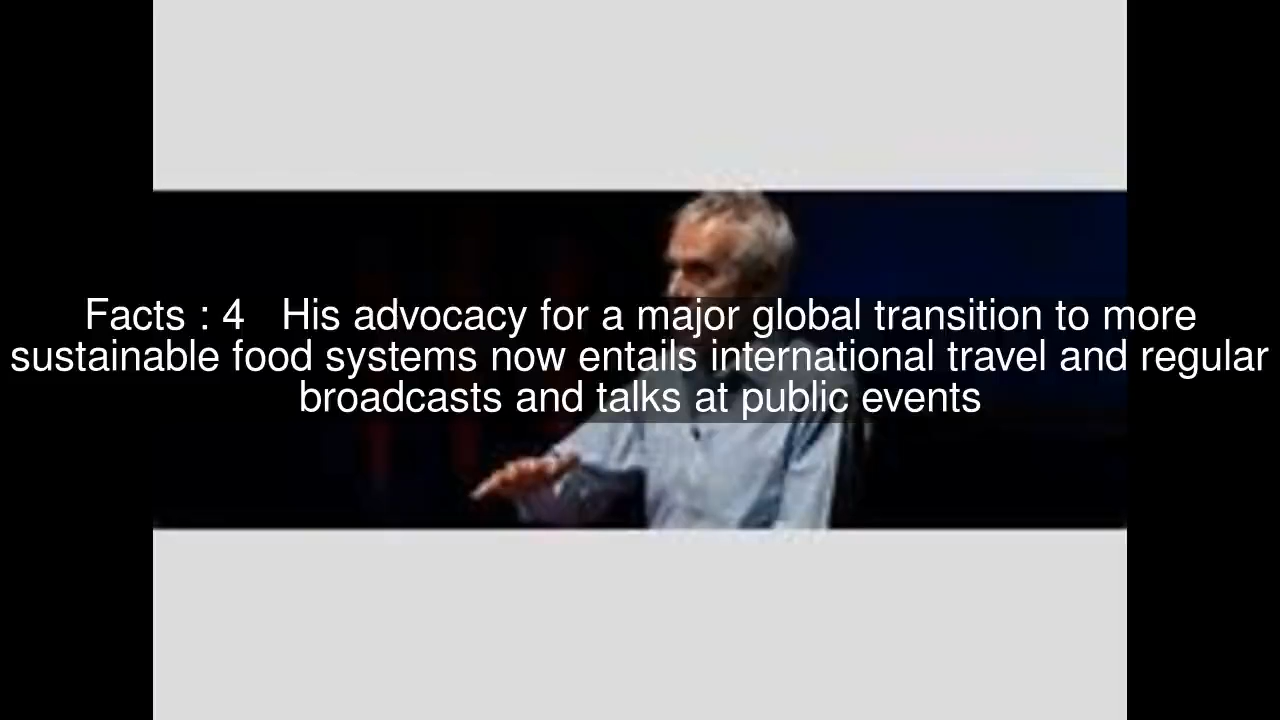 Facts : 4   His advocacy for a major global transition to more
sustainable food systems now entails international travel and regular
broadcasts and talks at public events